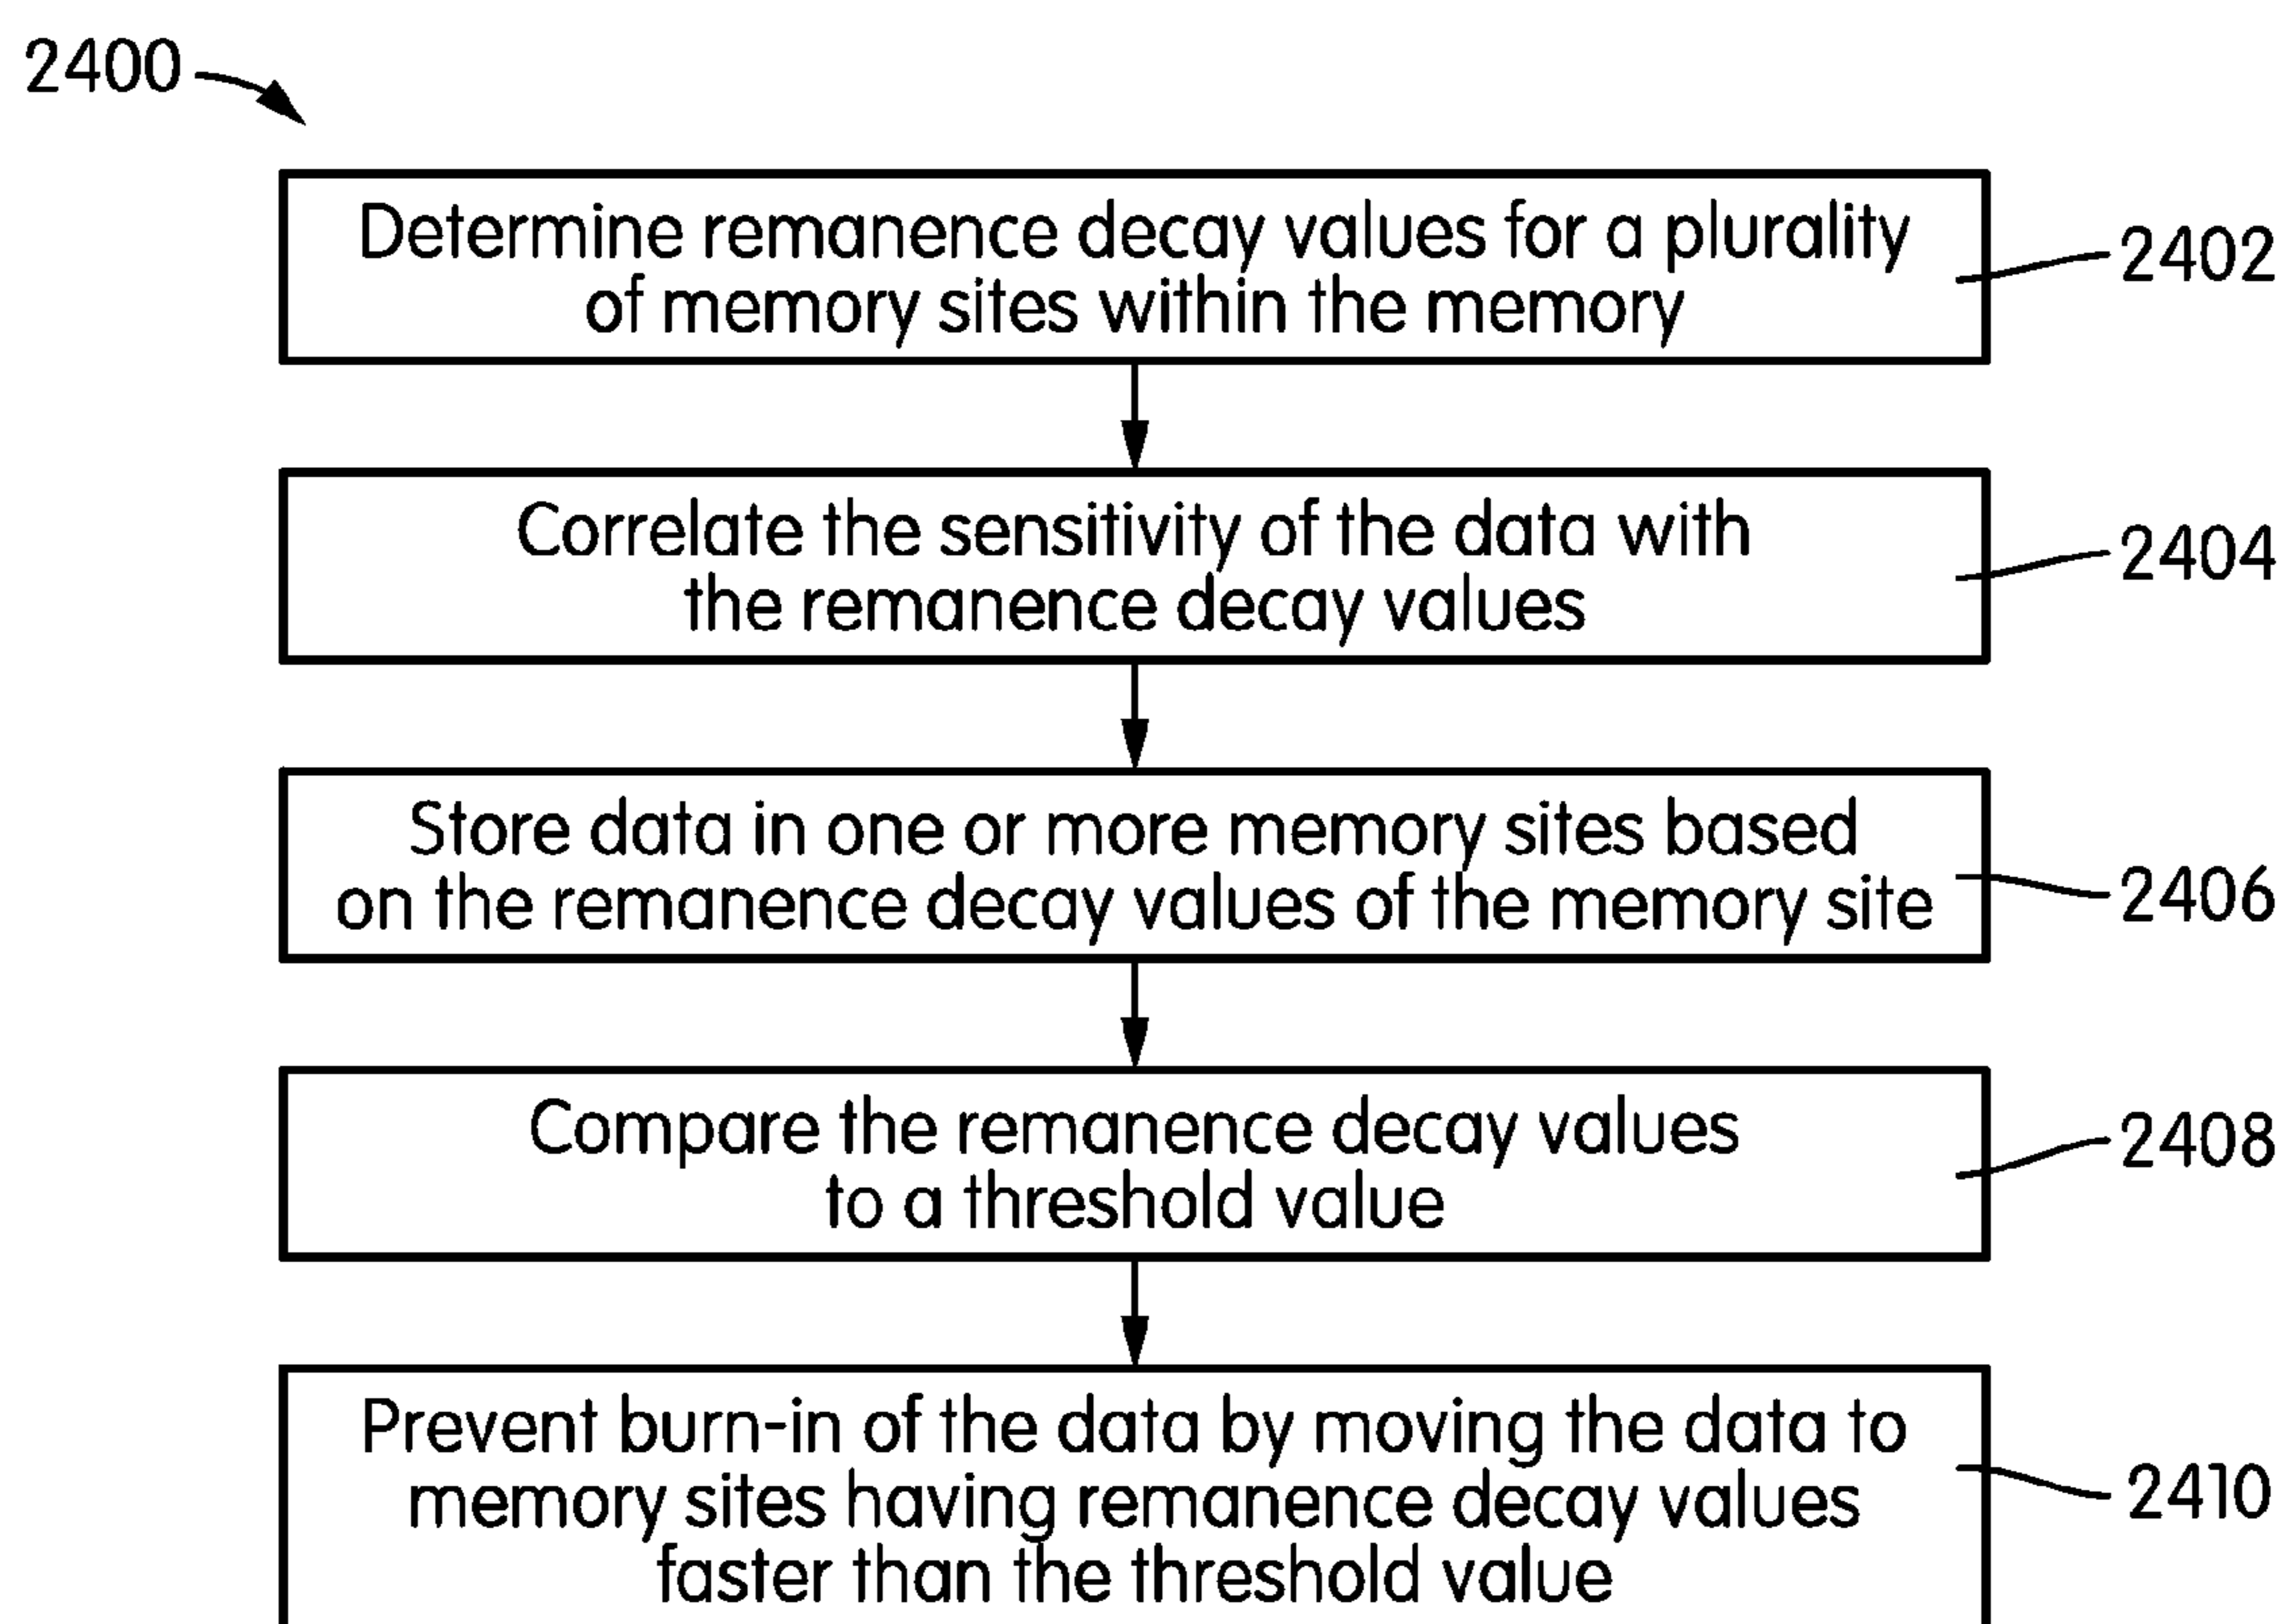 2400
Determine remanence decay values for a plurality
of memory sites within the memory
2402
Correlate the sensitivity of the data with
the remanence decay values
2404
Store data in one or more memory sites based
on the remanence decay values of the memory site
2406
Compare the remanence decay values
to a threshold value
2408
Prevent burn-in of the data by moving the data to
memory sites having remanence decay values
faster than the threshold value
2410